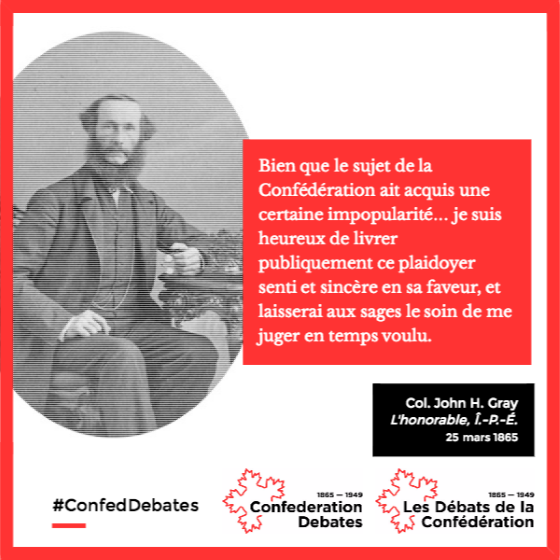 Bien que le sujet de la
Confédération ait acquis une
certaine impopularité... je suis
heureux de livrer
publiquement ce plaidoyer
senti et sincère en sa faveur, et
laisserai aux sages le soin de me
juger en temps voulu.
Col. John H. Gray
L'honorable, Î.-P.-É.
25 mars 1865
#ConfedDebates
1865 — 1949
Confederation
Debates
1865 — 1949
Les Débats de la
Confédération